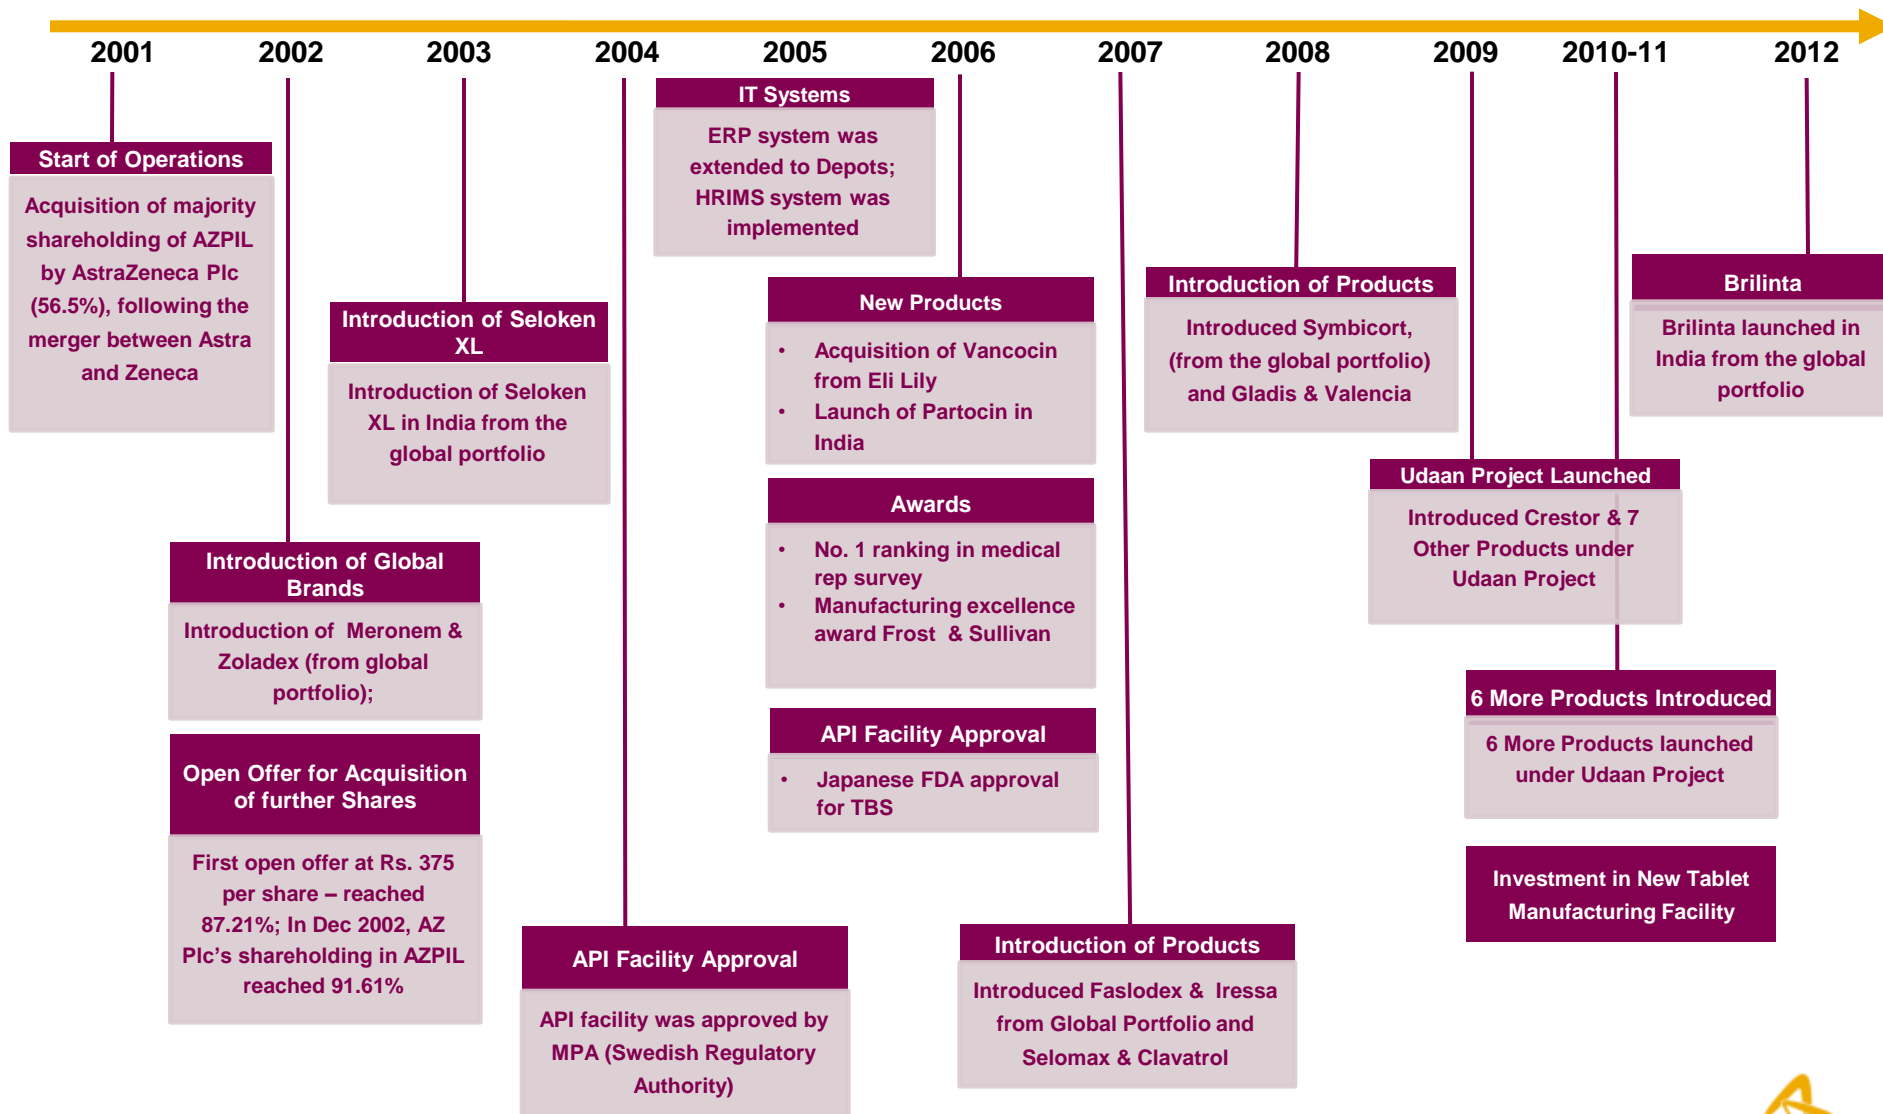 2001 2002 2003 2004 2005 2006 2007 2008 2009 2010-11 2012
Start of Operations
Acquisition of majority
shareholding of AZPIL
by AstraZeneca Plc
(56.5%), following the
merger between Astra
and Zeneca
Introduction of Global
Brands
Introduction of Meronem &
Zoladex (from global
portfolio);
Open Offer for Acquisition
of further Shares
First open offer at Rs. 375
per share – reached
87.21%; In Dec 2002, AZ
Plc's shareholding in AZPIL
reached 91.61%
Introduction of Seloken
XL
Introduction of Seloken
XL in India from the
global portfolio
API Facility Approval
API facility was approved by
MPA (Swedish Regulatory
Authority)
IT Systems
ERP system was
extended to Depots;
HRIMS system was
implemented
New Products
• Acquisition of Vancocin
from Eli Lily
• Launch of Partocin in
India
Awards
• No. 1 ranking in medical
rep survey
• Manufacturing excellence
award Frost & Sullivan
API Facility Approval
• Japanese FDA approval
for TBS
Introduction of Products
Introduced Faslodex & Iressa
from Global Portfolio and
Selomax & Clavatrol
Introduction of Products
Introduced Symbicort,
(from the global portfolio)
and Gladis & Valencia
Udaan Project Launched
Introduced Crestor & 7
Other Products under
Udaan Project
6 More Products Introduced
6 More Products launched
under Udaan Project
Investment in New Tablet
Manufacturing Facility
Brilinta
Brilinta launched in
India from the global
portfolio